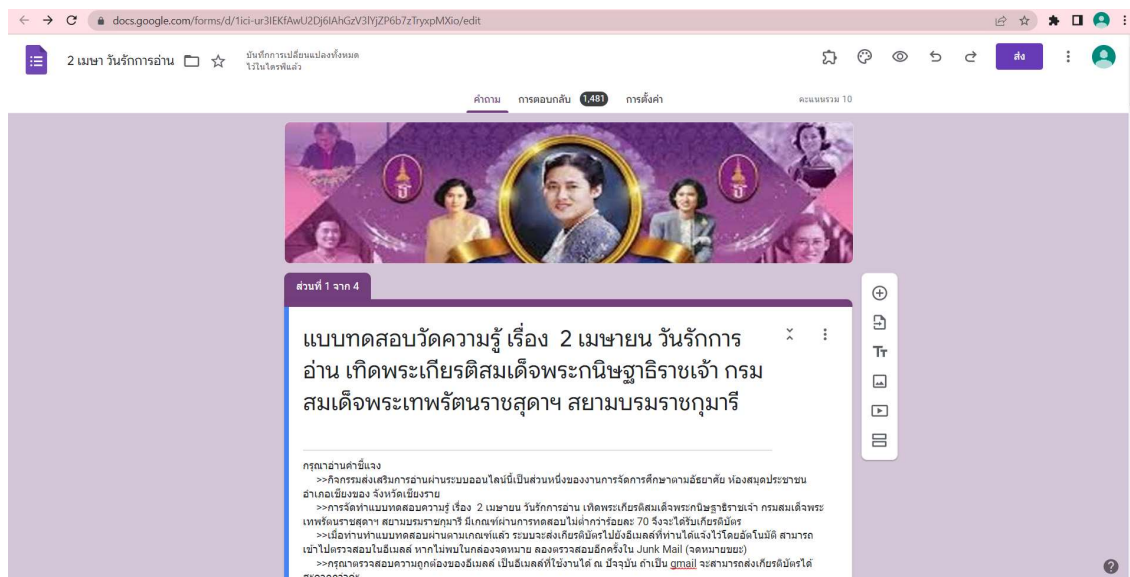 docs.google.com/forms/d/1ici-ur3IEKfAwU2Dj6IAhGzV3lYjZP6b7zTryxpMXio/edit
2 เมษา วันรักการอ่าน
บันทึกการเปลี่ยนแปลงทั้งหมด
ไว้ในไดรฟ์แล้ว
ส่ง
คำถาม การตอบกลับ 1,481 การตั้งค่า
คะแนนรวม 10
ส่วนที่ 1 จาก 4
แบบทดสอบวัดความรู้ เรื่อง 2 เมษายน วันรักการ
อ่าน เทิดพระเกียรติสมเด็จพระกนิษฐาธิราชเจ้า กรม
สมเด็จพระเทพรัตนราชสุดาฯ สยามบรมราชกุมารี
กรุณาอ่านคำชี้แจง
>>กิจกรรมส่งเสริมการอ่านผ่านระบบออนไลน์นี้เป็นส่วนหนึ่งของงานการจัดการศึกษาตามอัธยาศัย ห้องสมุดประชาชน
อำเภอเชียงของ จังหวัดเชียงราย
>>การจัดทำแบบทดสอบความรู้ เรื่อง 2 เมษายน วันรักการอ่าน เทิดพระเกียรติสมเด็จพระกนิษฐาธิราชเจ้า กรมสมเด็จพระ
เทพรัตนราชสุดาฯ สยามบรมราชกุมารี มีเกณฑ์ผ่านการทดสอบไม่ต่ำกว่าร้อยละ 70 จึงจะได้รับเกียรติบัตร
>>เมื่อท่านทำแบบทดสอบผ่านตามเกณฑ์แล้ว ระบบจะส่งเกียรติบัตรไปยังอีเมลล์ที่ท่านได้แจ้งไว้โดยอัตโนมัติ สามารถ
เข้าไปตรวจสอบในอีเมลล์ หากไม่พบในกล่องจดหมาย ลองตรวจสอบอีกครั้งใน Junk Mail (จดหมายขยะ)
>>กรุณาตรวจสอบความถูกต้องของอีเมลล์ เป็นอีเมลล์ที่ใช้งานได้ ณ ปัจจุบัน ถ้าเป็น gmail จะสามารถส่งเกียรติบัตรได้